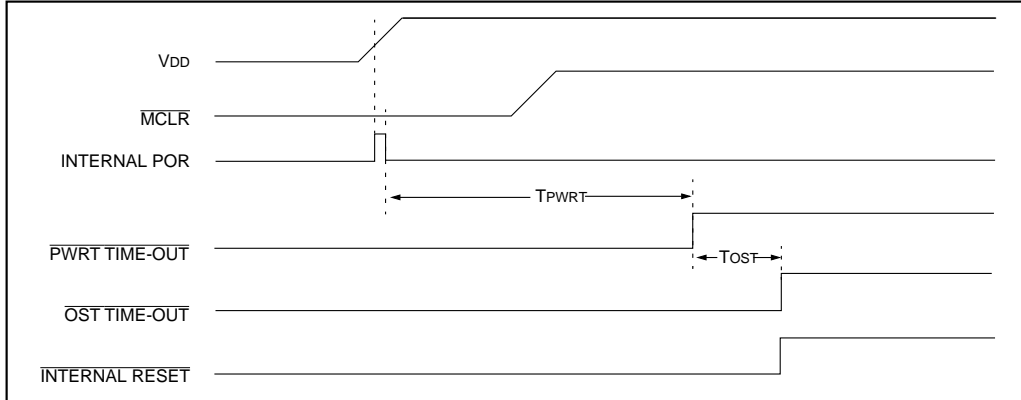 VDD
MCLR
INTERNAL POR
TPWRT
PWRT TIME-OUT
TOST
OST TIME-OUT
INTERNAL RESET